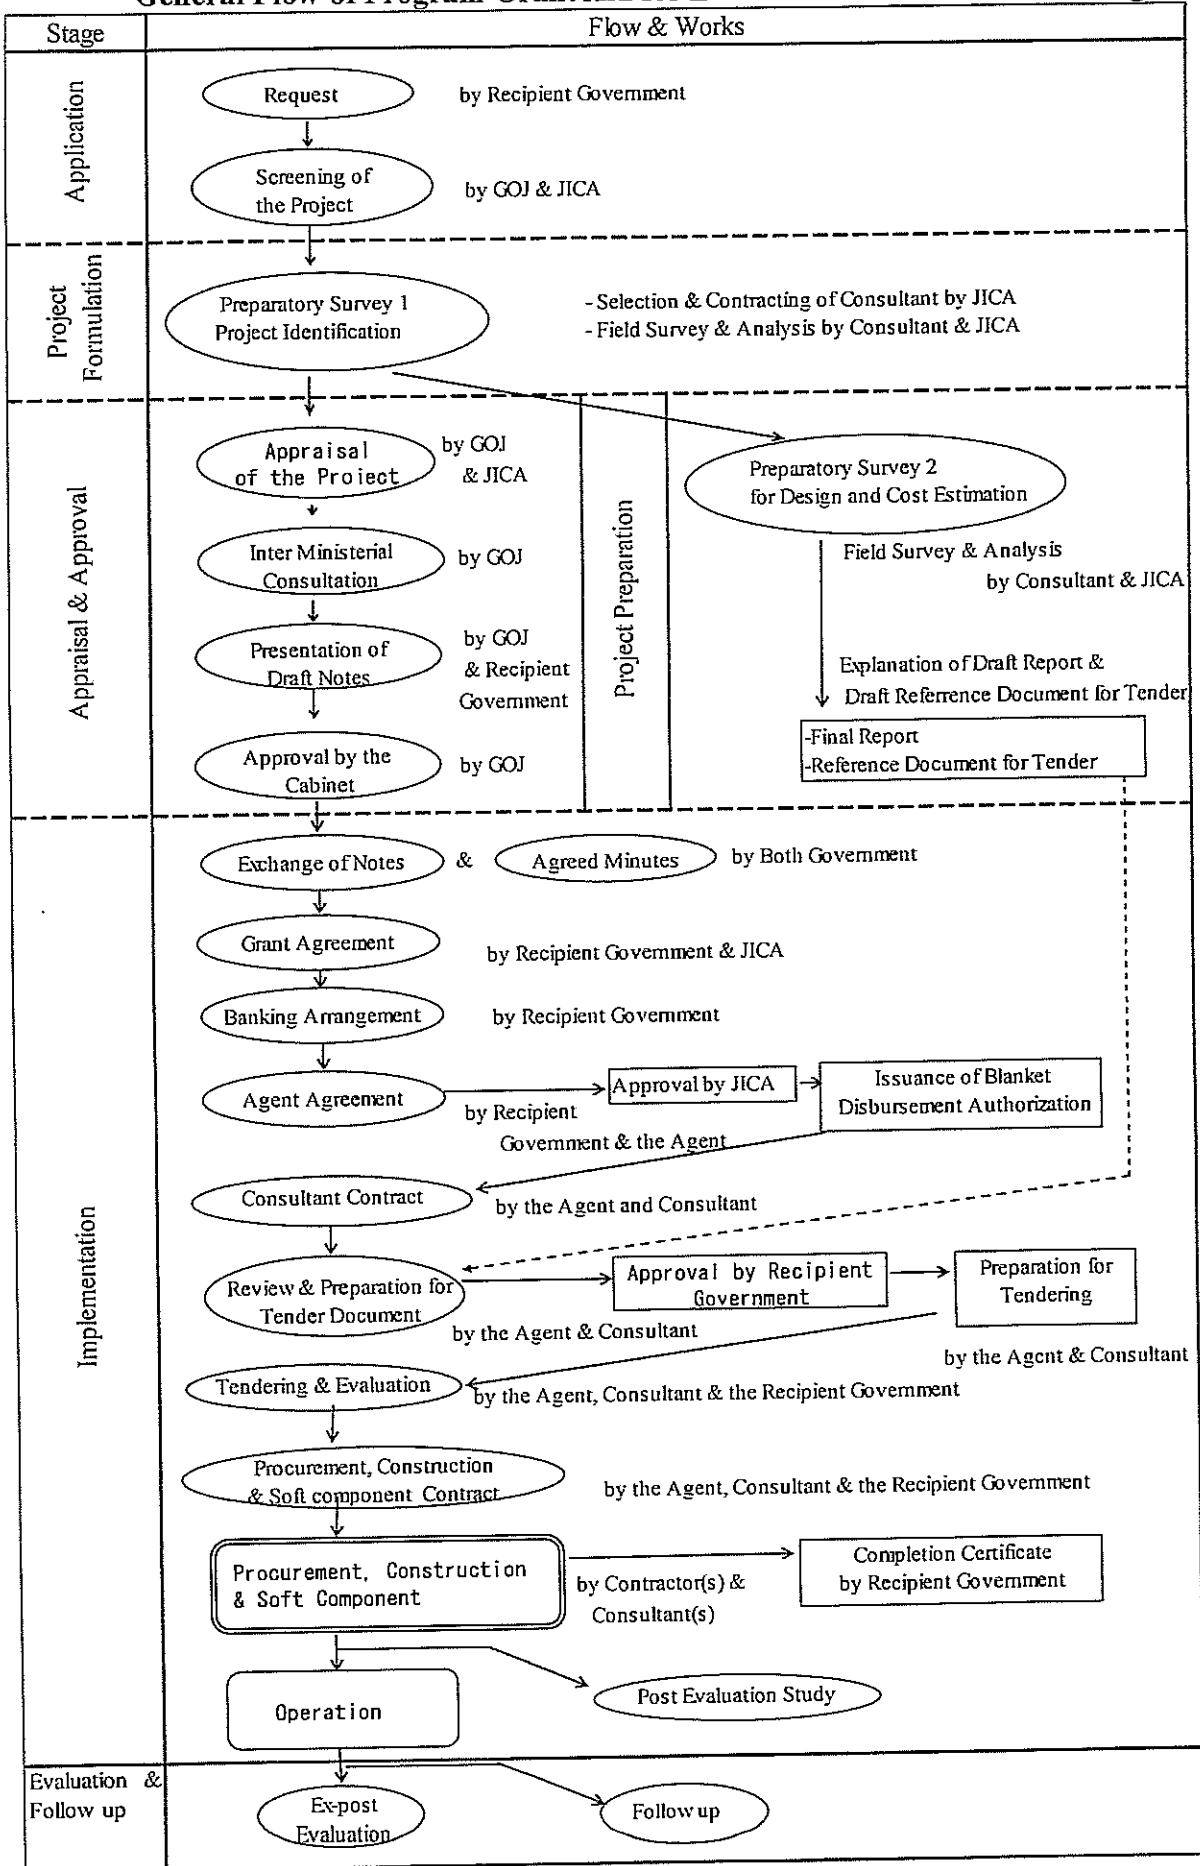 General Flow of Program Grant Aid for
Stage
Flow & Works
Application
Request
by Recipient Government
Screening of
the Project
by GOJ & JICA
Project
Formulation
Preparatory Survey 1
Project Identification
- Selection & Contracting of Consultant by JICA
- Field Survey & Analysis by Consultant & JICA
Appraisal & Approval
Appraisal
of the Project
by GOJ
& JICA
Inter Ministerial
Consultation
by GOJ
Presentation of
Draft Notes
by GOJ
& Recipient
Government
Approval by the
Cabinet
by GOJ
Project Preparation
Preparatory Survey 2
for Design and Cost Estimation
Field Survey & Analysis
by Consultant & JICA
Explanation of Draft Report &
Draft Referrence Document for Tender
-Final Report
-Reference Document for Tender
Implementation
Exchange of Notes
&
Agreed Minutes
by Both Government
Grant Agreement
by Recipient Government & JICA
Banking Arrangement
by Recipient Government
Agent Agreement
by Recipient
Government & the Agent
Approval by JICA
Issuance of Blanket
Disbursement Authorization
Consultant Contract
by the Agent and Consultant
Review & Preparation for
Tender Document
by the Agent & Consultant
Approval by Recipient
Government
Preparation for
Tendering
by the Agent & Consultant
Tendering & Evaluation
by the Agent, Consultant & the Recipient Government
Procurement, Construction
& Soft component Contract
by the Agent, Consultant & the Recipient Government
Procurement, Construction
& Soft Component
by Contractor(s) &
Consultant(s)
Completion Certificate
by Recipient Government
Operation
Post Evaluation Study
Evaluation &
Follow up
Ex-post
Evaluation
Follow up